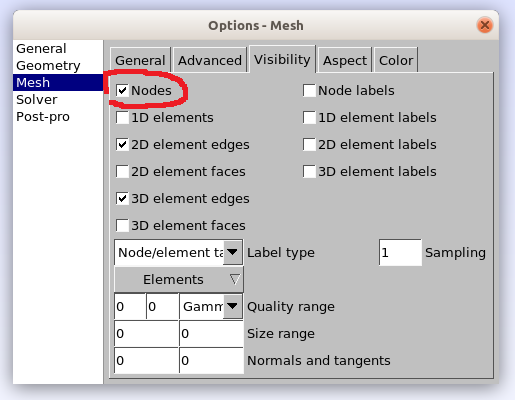 Options - Mesh
General
Geometry
Mesh
Solver
Post-pro
General Advanced Visibility Aspect Color
Nodes Node labels
1D elements 1D element labels
2D element edges 2D element labels
2D element faces 3D element labels
3D element edges
3D element faces
Node/element ta Label type 1 Sampling
Elements
0 0 Gamm Quality range
0 0 Size range
0 0 Normals and tangents